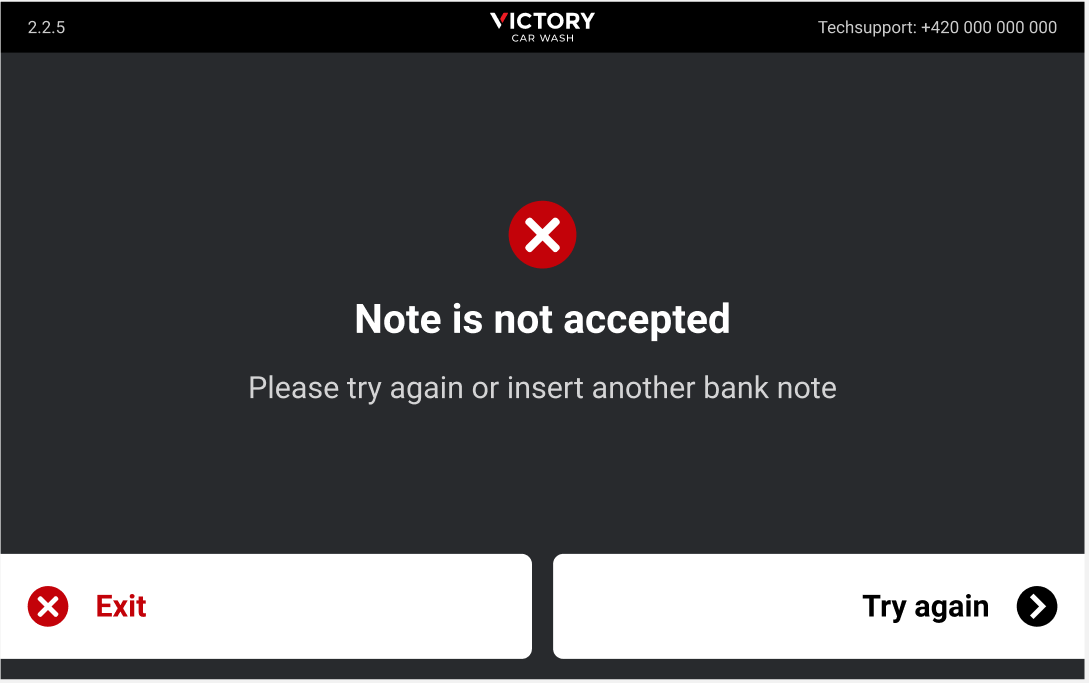 2.2.5
VICTORY
CAR WASH
Techsupport: +420 000 000 000
Note is not accepted
Please try again or insert another bank note
Exit
Try again